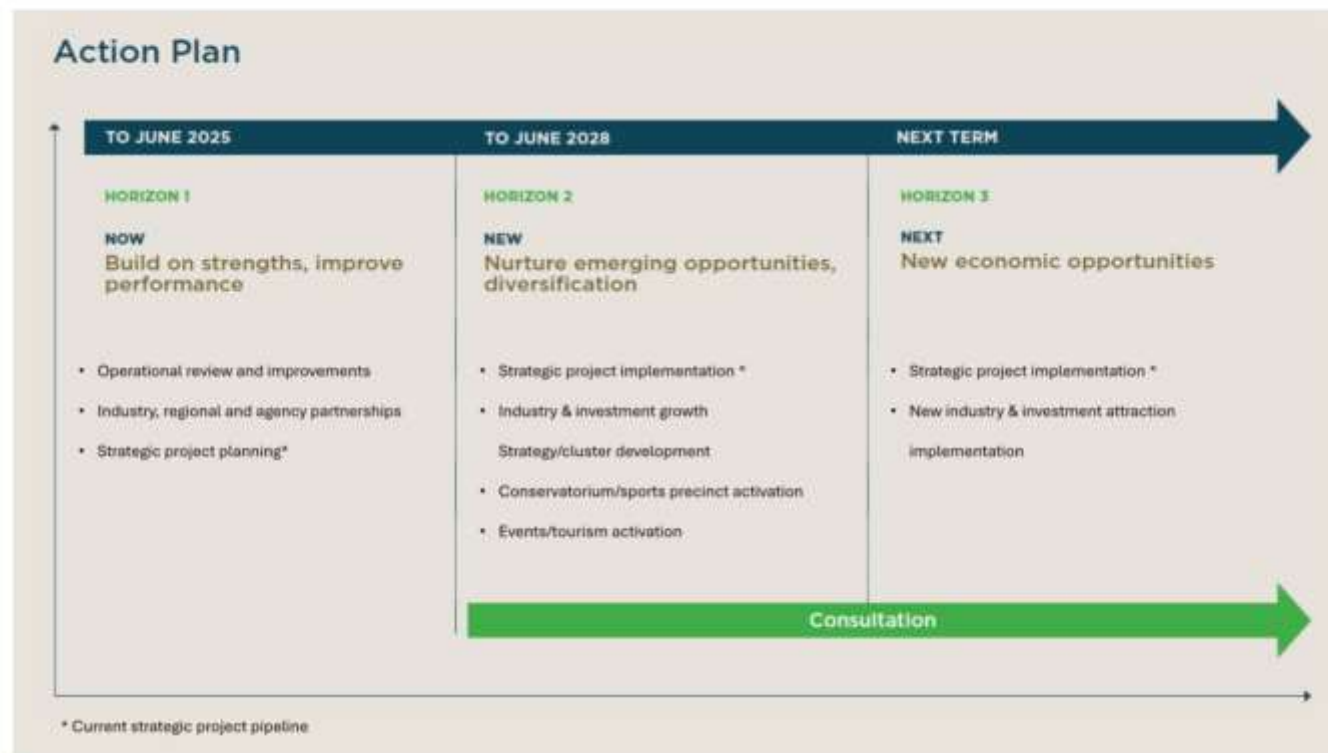 Action Plan
TO JUNE 2025
HORIZON 1
NOW
Build on strengths, improve
performance
• Operational review and improvements
• Industry, regional and agency partnerships
• Strategic project planning*
TO JUNE 2028
HORIZON 2
NEW
Nurture emerging opportunities,
diversification
• Strategic project implementation *
• Industry & investment growth
Strategy/cluster development
• Conservatorium/sports precinct activation
• Events/tourism activation
NEXT TERM
HORIZON 3
NEXT
New economic opportunities
• Strategic project implementation *
• New industry & investment attraction
implementation
Consultation
* Current strategic project pipeline